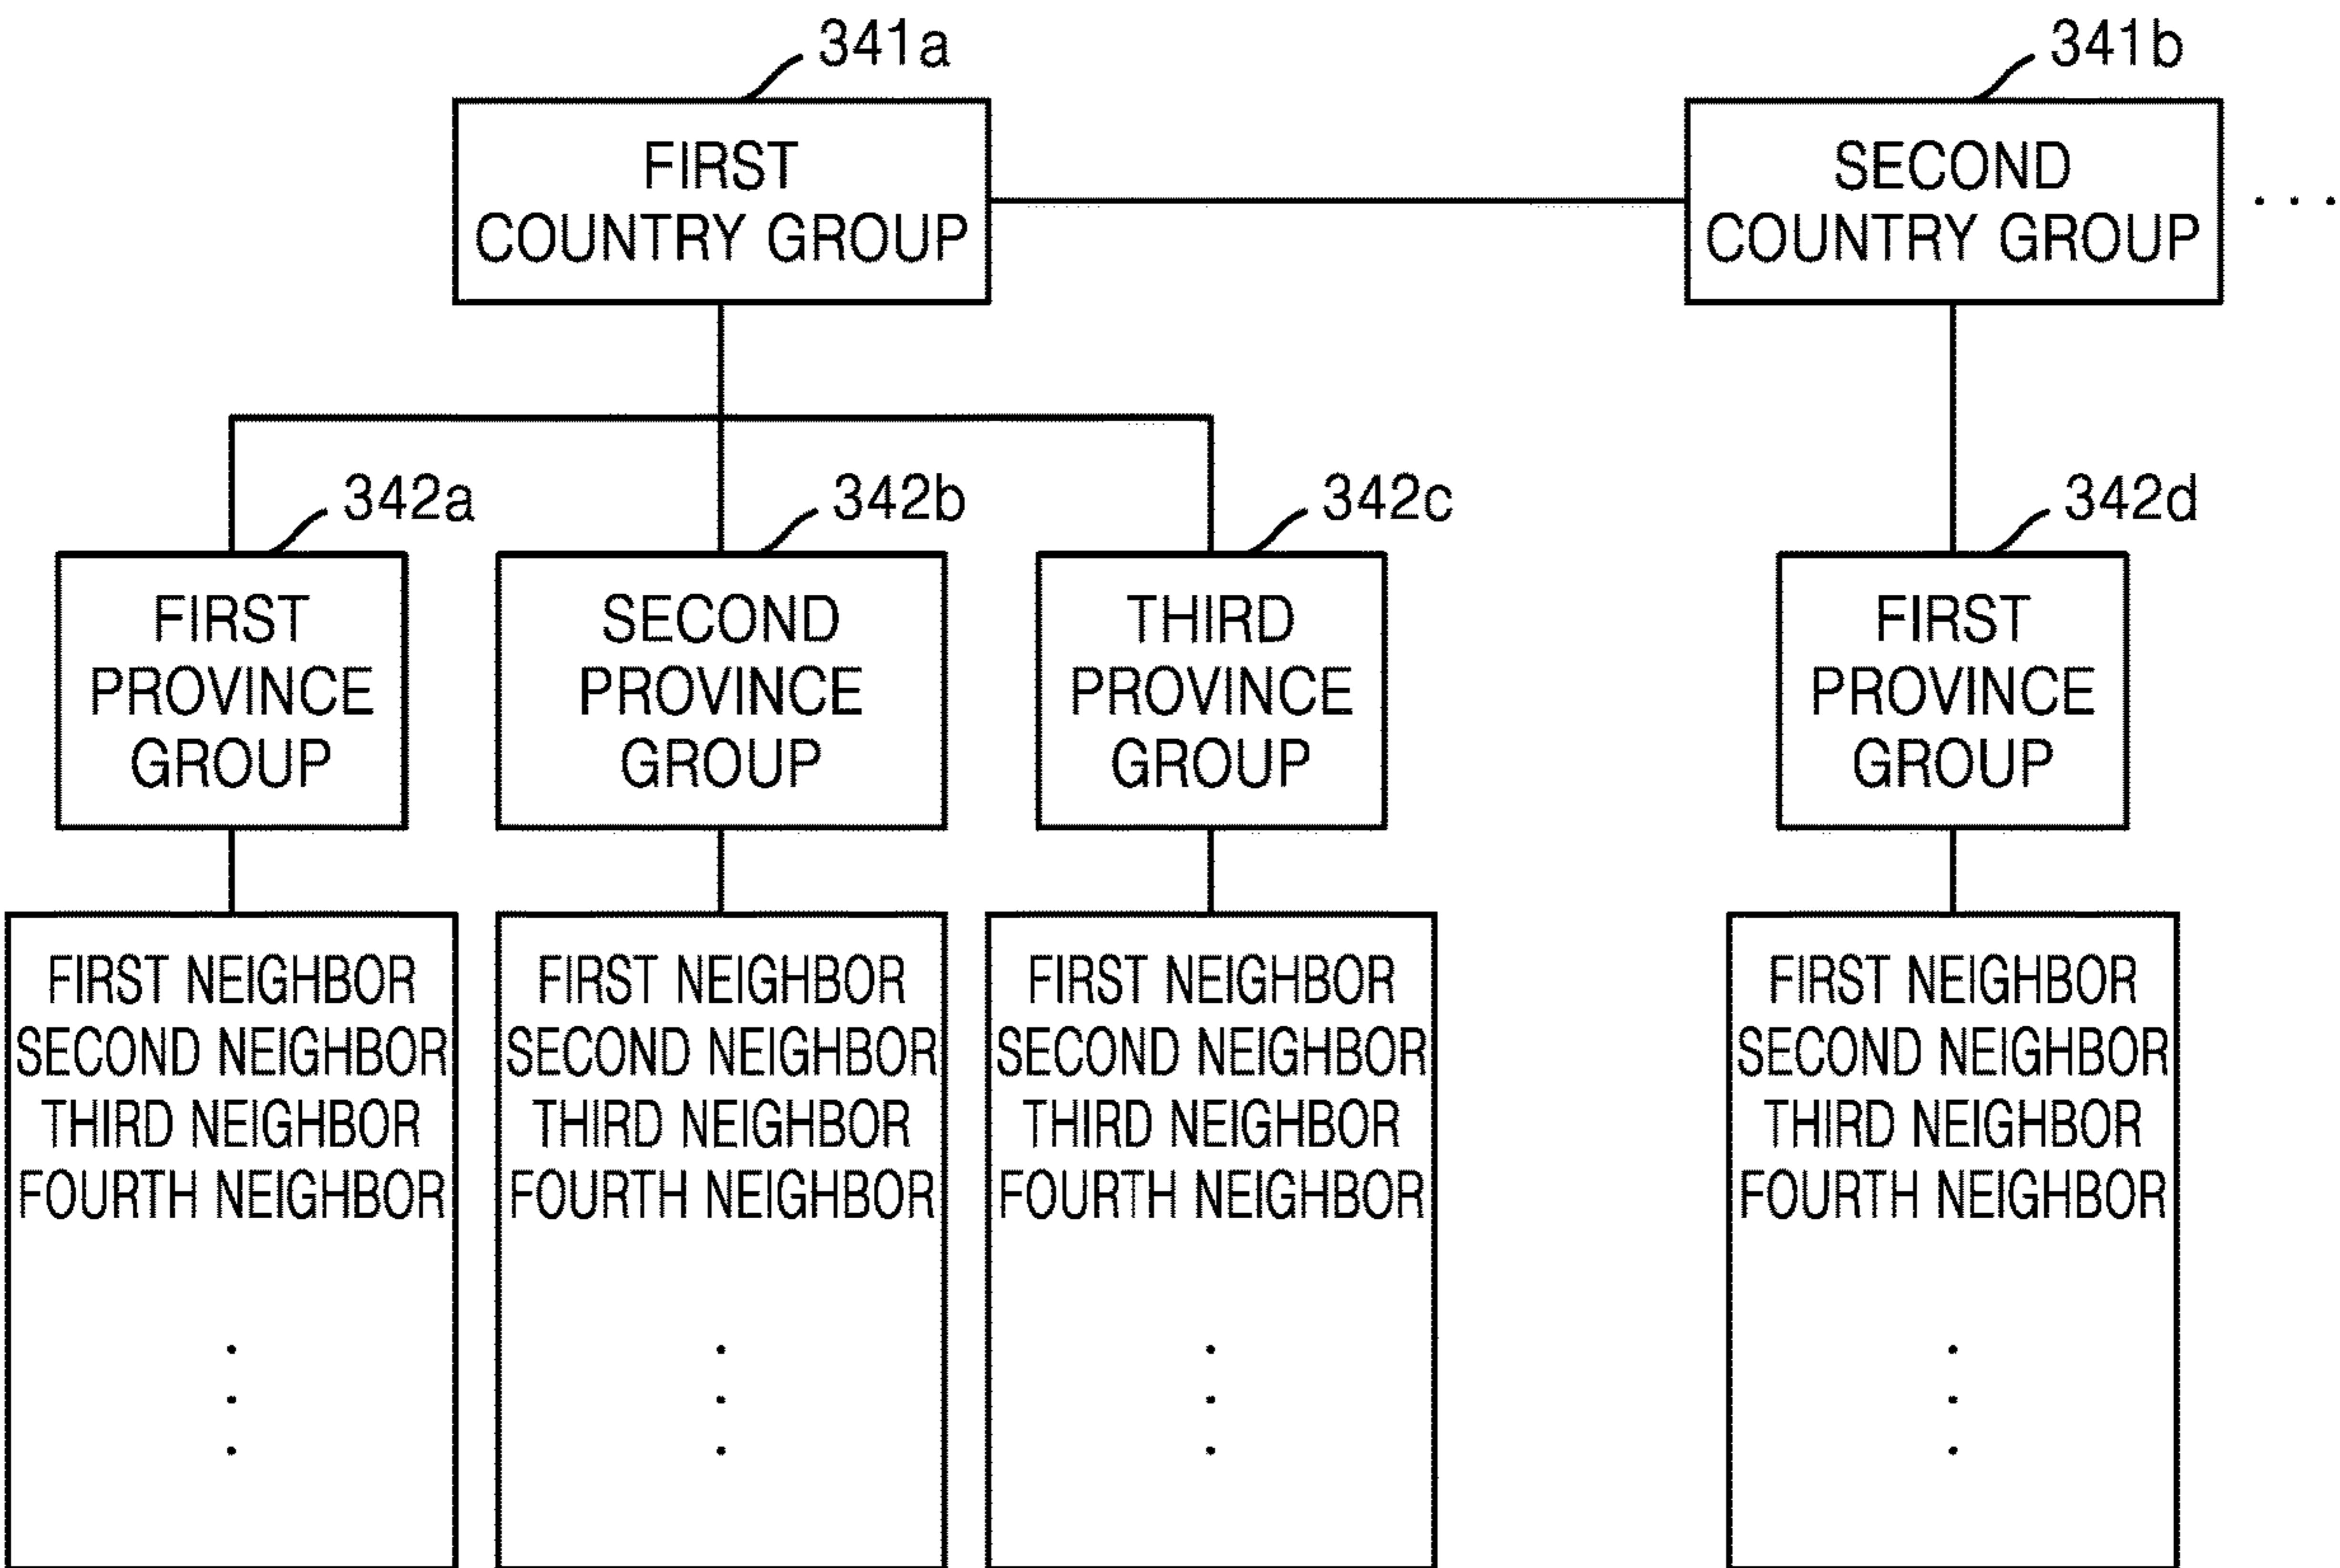 341a
341b
FIRST
COUNTRY GROUP
SECOND
COUNTRY GROUP
. . .
342a
342b
342c
342d
FIRST
PROVINCE
GROUP
SECOND
PROVINCE
GROUP
THIRD
PROVINCE
GROUP
FIRST
PROVINCE
GROUP
FIRST NEIGHBOR
SECOND NEIGHBOR
THIRD NEIGHBOR
FOURTH NEIGHBOR
.
.
.
FIRST NEIGHBOR
SECOND NEIGHBOR
THIRD NEIGHBOR
FOURTH NEIGHBOR
.
.
.
FIRST NEIGHBOR
SECOND NEIGHBOR
THIRD NEIGHBOR
FOURTH NEIGHBOR
.
.
.
FIRST NEIGHBOR
SECOND NEIGHBOR
THIRD NEIGHBOR
FOURTH NEIGHBOR
.
.
.